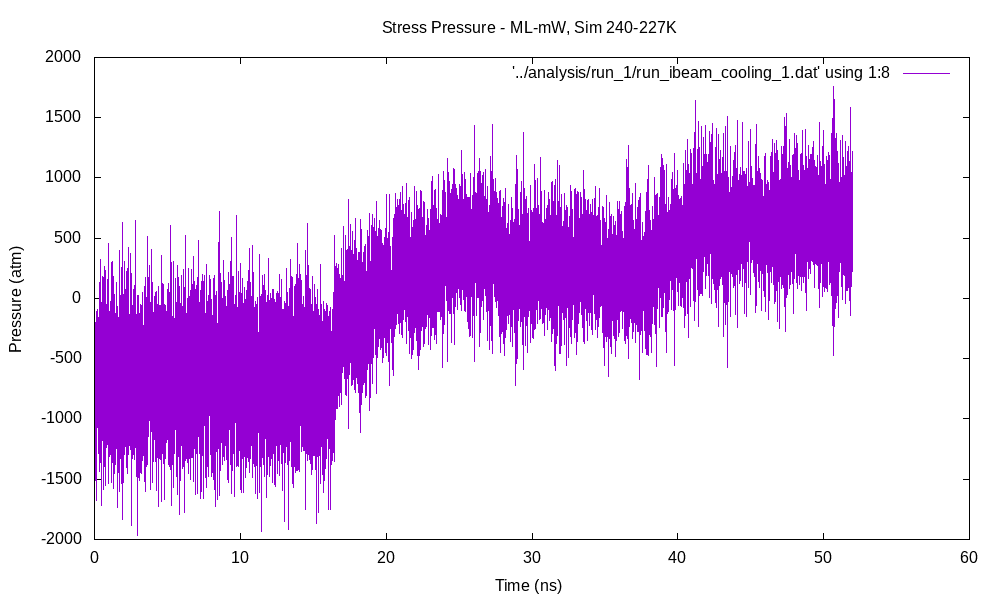 Stress Pressure - ML-mW, Sim 240-227K
'../analysis/run_1/run_ibeam_cooling_1.dat' using 1:8
2000
1500
1000
500
0
-500
-1000
-1500
-2000
Pressure (atm)
0 10 20 30 40 50 60
Time (ns)